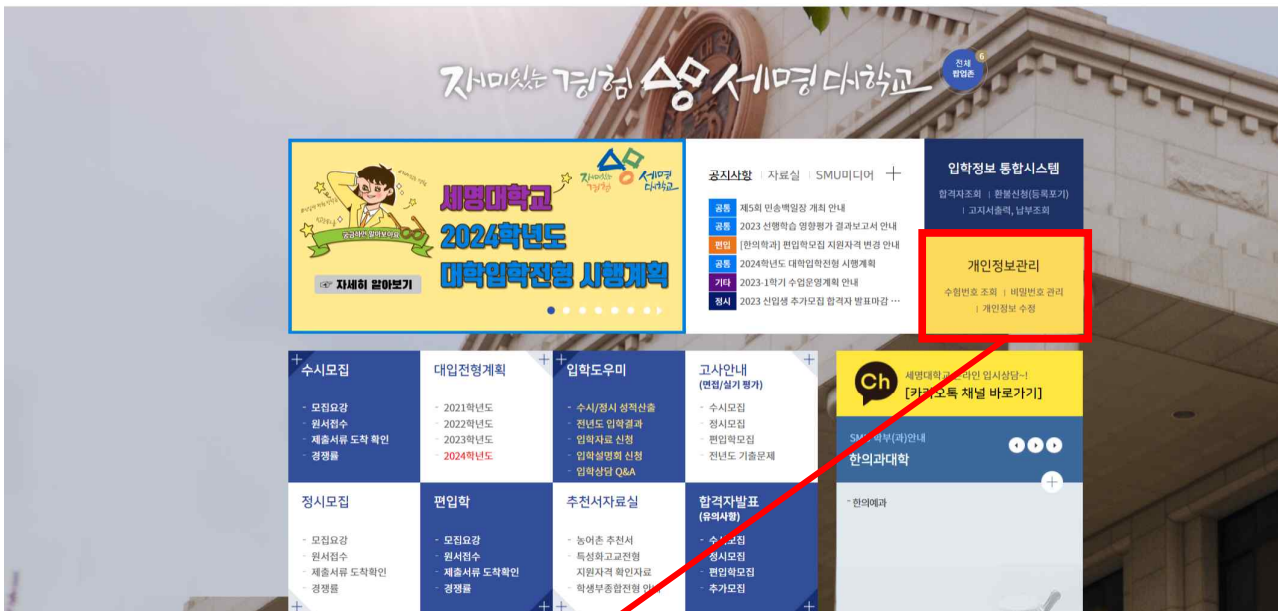 재미있는 경험 세명대학교
전체
팝업존
6
세명대학교
2024학년도
대학입학전형 시행계획
재미있는
경험
세명
대학교
궁금하면 알아보아요
☞ 자세히 알아보기
공지사항 | 자료실 | SMU미디어 +
공통 제5회 민송백일장 개최 안내
공통 2023 선행학습 영향평가 결과보고서 안내
편입 [한의학과] 편입학모집 지원자격 변경 안내
공통 2024학년도 대학입학전형 시행계획
기타 2023-1학기 수업운영계획 안내
정시 2023 신입생 추가모집 합격자 발표마감 …
입학정보 통합시스템
합격자조회 | 환불신청(등록포기)
| 고지서출력, 납부조회
개인정보관리
수험번호 조회 | 비밀번호 관리
| 개인정보 수정
수시모집
- 모집요강
- 원서접수
- 제출서류 도착 확인
- 경쟁률
대입전형계획
- 2021학년도
- 2022학년도
- 2023학년도
- 2024학년도
입학도우미
- 수시/정시 성적산출
- 전년도 입학결과
- 입학자료 신청
- 입학설명회 신청
- 입학상담 Q&A
고사안내
(면접/실기 평가)
- 수시모집
- 정시모집
- 편입학모집
- 전년도 기출문제
Ch
세명대학교 온라인 입시상담~!
[카카오톡 채널 바로가기]
SMU 학부(과)안내
한의과대학
- 한의예과
정시모집
- 모집요강
- 원서접수
- 제출서류 도착확인
- 경쟁률
편입학
- 모집요강
- 원서접수
- 제출서류 도착확인
- 경쟁률
추천서자료실
- 농어촌 추천서
- 특성화고교전형
지원자격 확인자료
- 학생부종합전형 안내
합격자발표
(유의사항)
- 수시모집
- 정시모집
- 편입학모집
- 추가모집